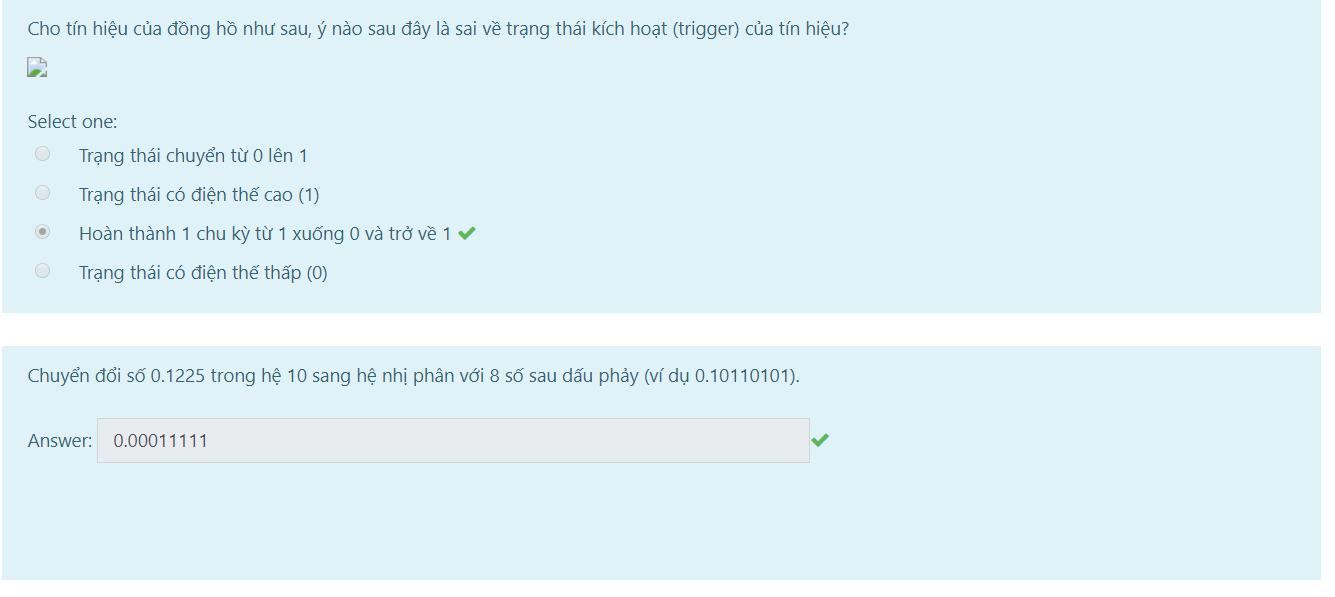 Cho tín hiệu của đồng hồ như sau, ý nào sau đây là sai về trạng thái kích hoạt (trigger) của tín hiệu?
Select one:
Trạng thái chuyển từ 0 lên 1
Trạng thái có điện thế cao (1)
Hoàn thành 1 chu kỳ từ 1 xuống 0 và trở về 1
Trạng thái có điện thế thấp (0)
Chuyển đổi số 0.1225 trong hệ 10 sang hệ nhị phân với 8 số sau dấu phảy (ví dụ 0.10110101).
Answer: 0.00011111